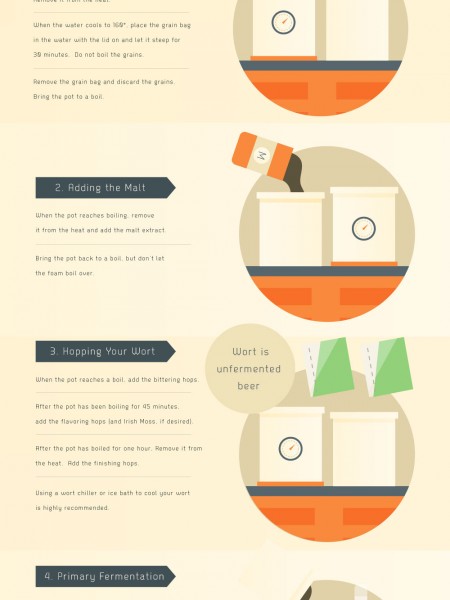 Remove it from the heat.
When the water cools to 160°, place the grain bag
in the water with the lid on and let it steep for
30 minutes. Do not boil the grains.
Remove the grain bag and discard the grains.
Bring the pot to a boil.
2. Adding the Malt
When the pot reaches boiling, remove
it from the heat and add the malt extract.
Bring the pot back to a boil, but don't let
the foam boil over.
3. Hopping Your Wort
Wort is
unfermented
beer
When the pot reaches a boil, add the bittering hops.
After the pot has been boiling for 45 minutes,
add the flavoring hops (and Irish Moss, if desired).
After the pot has boiled for one hour, Remove it from
the heat. Add the finishing hops.
Using a wort chiller or ice bath to cool your wort
is highly recommended.
4. Primary Fermentation